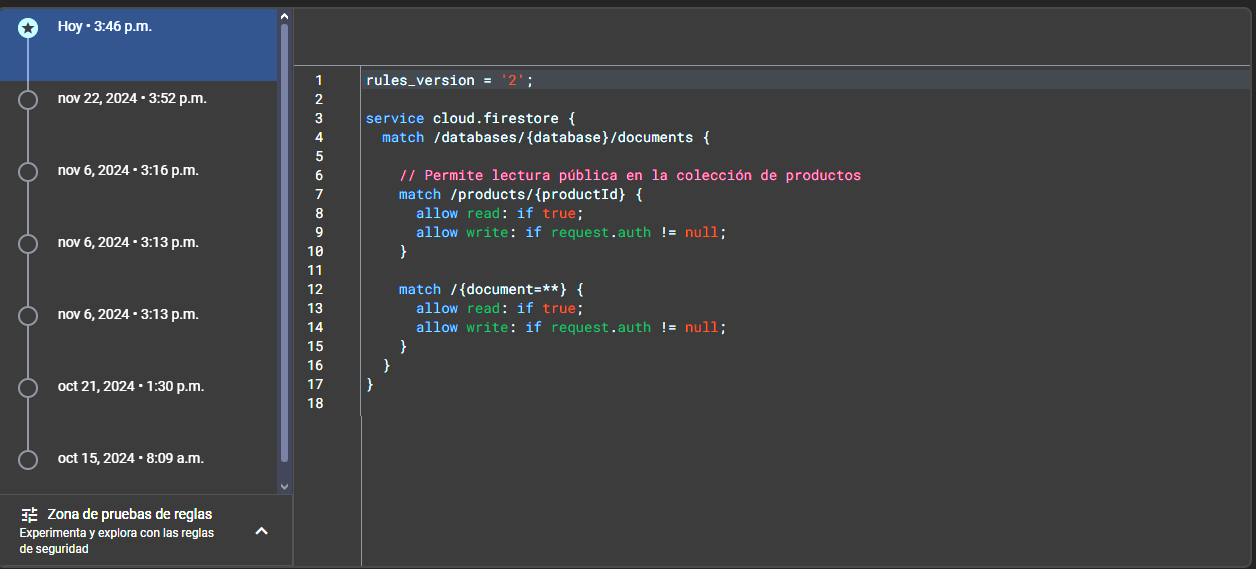 Hoy • 3:46 p.m.
nov 22, 2024 • 3:52 p.m.
nov 6, 2024 • 3:16 p.m.
nov 6, 2024 • 3:13 p.m.
nov 6, 2024 • 3:13 p.m.
oct 21, 2024 • 1:30 p.m.
oct 15, 2024 • 8:09 a.m.
Zona de pruebas de reglas
Experimenta y explora con las reglas
de seguridad
1 rules_version = '2';
2
3 service cloud.firestore {
4   match /databases/{database}/documents {
5
6     // Permite lectura pública en la colección de productos
7     match /products/{productId} {
8       allow read: if true;
9       allow write: if request.auth != null;
10     }
11
12     match /{document=**} {
13       allow read: if true;
14       allow write: if request.auth != null;
15     }
16   }
17 }
18